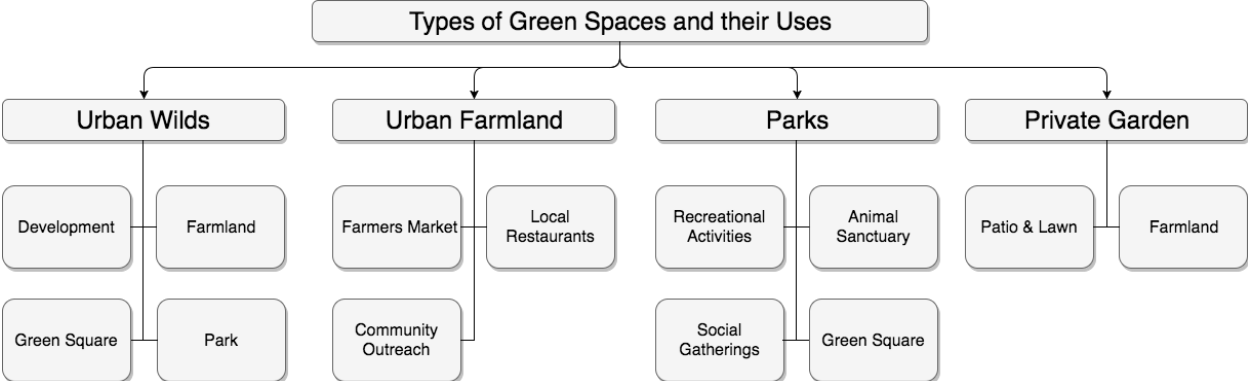 Types of Green Spaces and their Uses
Urban Wilds
Urban Farmland
Parks
Private Garden
Development
Farmland
Farmers Market
Local
Restaurants
Recreational
Activities
Animal
Sanctuary
Patio & Lawn
Farmland
Green Square
Park
Community
Outreach
Social
Gatherings
Green Square